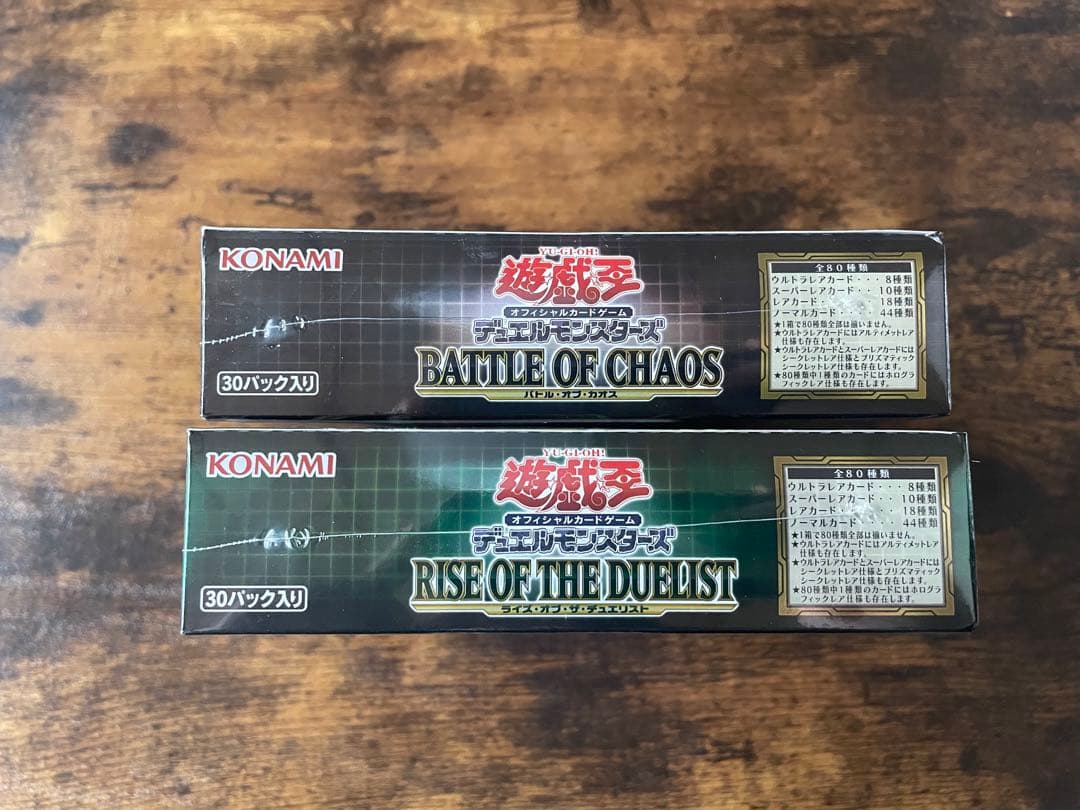 KONAMI
YU-GI-OH!
遊戯王
オフィシャルカードゲーム
デュエルモンスターズ
BATTLE OF CHAOS
バトル・オブ・カオス
30パック入り
全80種類
ウルトラレアカード・・・8種類
スーパーレアカード・・・10種類
レアカード・・・18種類
ノーマルカード・・・44種類
★1箱で80種類全部は揃いません。
★ウルトラレアカードにはアルティメットレア
仕様も存在します。
★ウルトラレアカードとスーパーレアカードには
シークレットレア仕様とプリズマティック
シークレットレア仕様も存在します。
★80種類中1種類のカードにはホログラ
フィックレア仕様も存在します。
KONAMI
YU-GI-OH!
遊戯王
オフィシャルカードゲーム
デュエルモンスターズ
RISE OF THE DUELIST
ライズ・オブ・ザ・デュエリスト
30パック入り
全80種類
ウルトラレアカード・・・8種類
スーパーレアカード・・・10種類
レアカード・・・18種類
ノーマルカード・・・44種類
★1箱で80種類全部は揃いません。
★ウルトラレアカードにはアルティメットレア
仕様も存在します。
★ウルトラレアカードとスーパーレアカードには
シークレットレア仕様とプリズマティック
シークレットレア仕様も存在します。
★80種類中1種類のカードにはホログラ
フィックレア仕様も存在します。